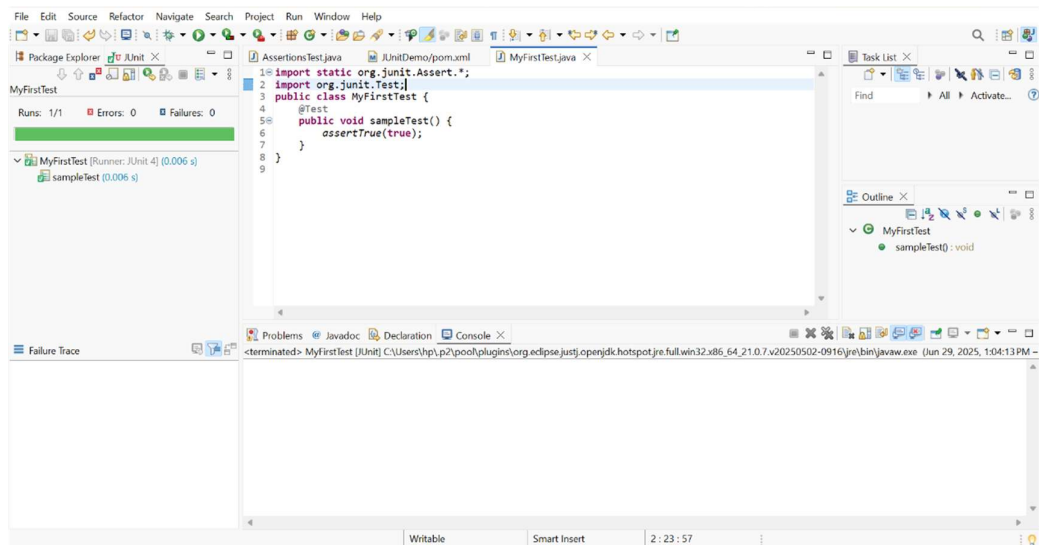 File Edit Source Refactor Navigate Search Project Run Window Help
Package Explorer JUnit
MyFirstTest
Runs: 1/1 Errors: 0 Failures: 0
MyFirstTest [Runner: JUnit 4] (0.006 s)
sampleTest (0.006 s)
Failure Trace
AssertionsTest.java JUnitDemo/pom.xml MyFirstTest.java
1 import static org.junit.Assert.*;
2 import org.junit.Test;
3 public class MyFirstTest {
4 @Test
5 public void sampleTest() {
6 assertTrue(true);
7 }
8 }
9
Task List
Find All Activate...
Outline
MyFirstTest
sampleTest() : void
Problems Javadoc Declaration Console
<terminated> MyFirstTest [JUnit] C:\Users\hp\.p2\pool\plugins\org.eclipse.justj.openjdk.hotspot.jre.full.win32.x86_64_21.0.7.v20250502-0916\jre\bin\javaw.exe (Jun 29, 2025, 1:04:13 PM –
Writable Smart Insert 2 : 23 : 57